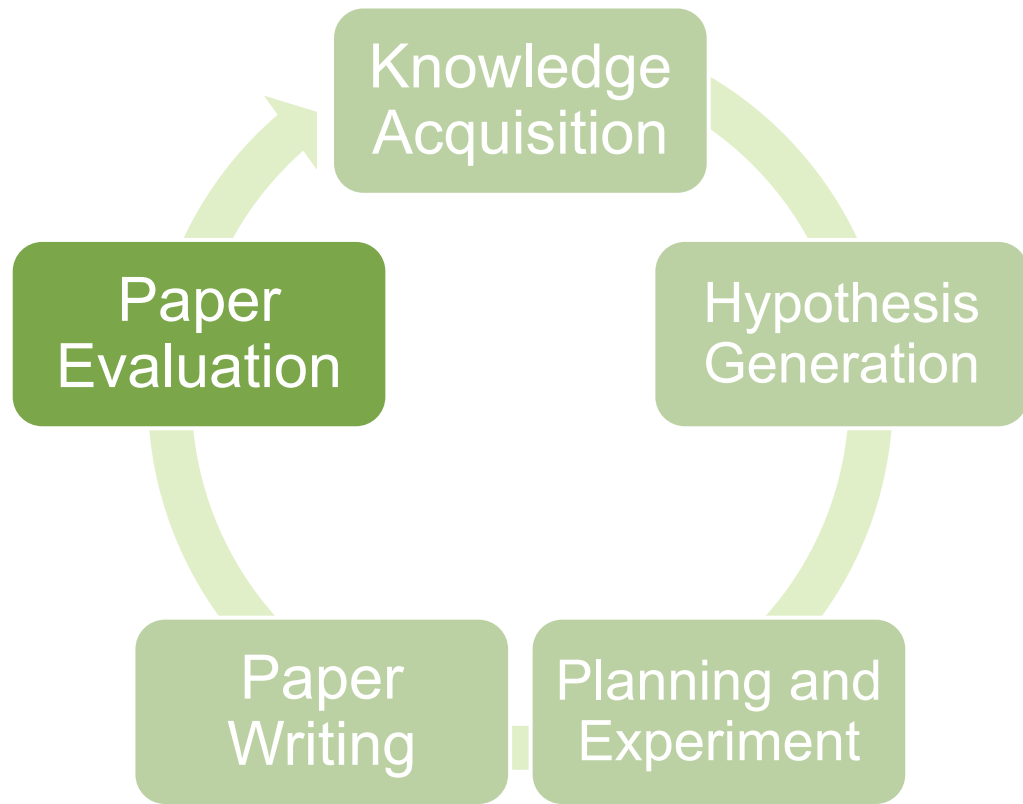 Knowledge
Acquisition
Hypothesis
Generation
Planning and
Experiment
Paper
Writing
Paper
Evaluation